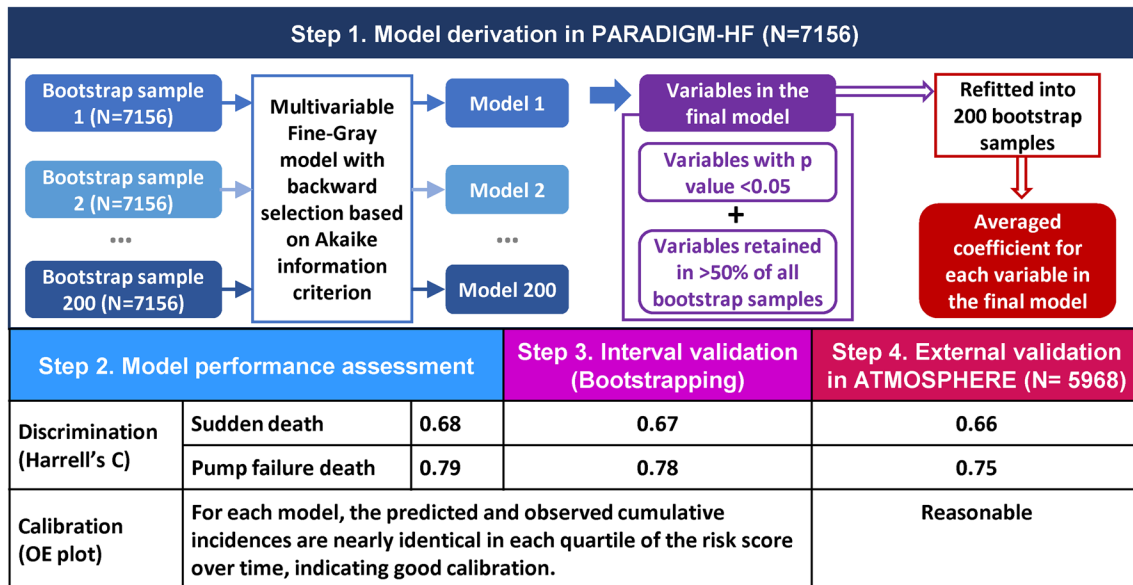 Step 1. Model derivation in PARADIGM-HF (N=7156)
Bootstrap sample
1 (N=7156)
Bootstrap sample
2 (N=7156)
...
Bootstrap sample
200 (N=7156)
Multivariable
Fine-Gray
model with
backward
selection based
on Akaike
information
criterion
Model 1
Model 2
...
Model 200
Variables in the
final model
Variables with p
value <0.05
+
Variables retained
in >50% of all
bootstrap samples
Refitted into
200 bootstrap
samples
Averaged
coefficient for
each variable in
the final model
Step 2. Model performance assessment
Step 3. Interval validation
(Bootstrapping)
Step 4. External validation
in ATMOSPHERE (N= 5968)
Discrimination
(Harrell's C)
Sudden death
0.68
0.67
0.66
Pump failure death
0.79
0.78
0.75
Calibration
(OE plot)
For each model, the predicted and observed cumulative
incidences are nearly identical in each quartile of the risk score
over time, indicating good calibration.
Reasonable